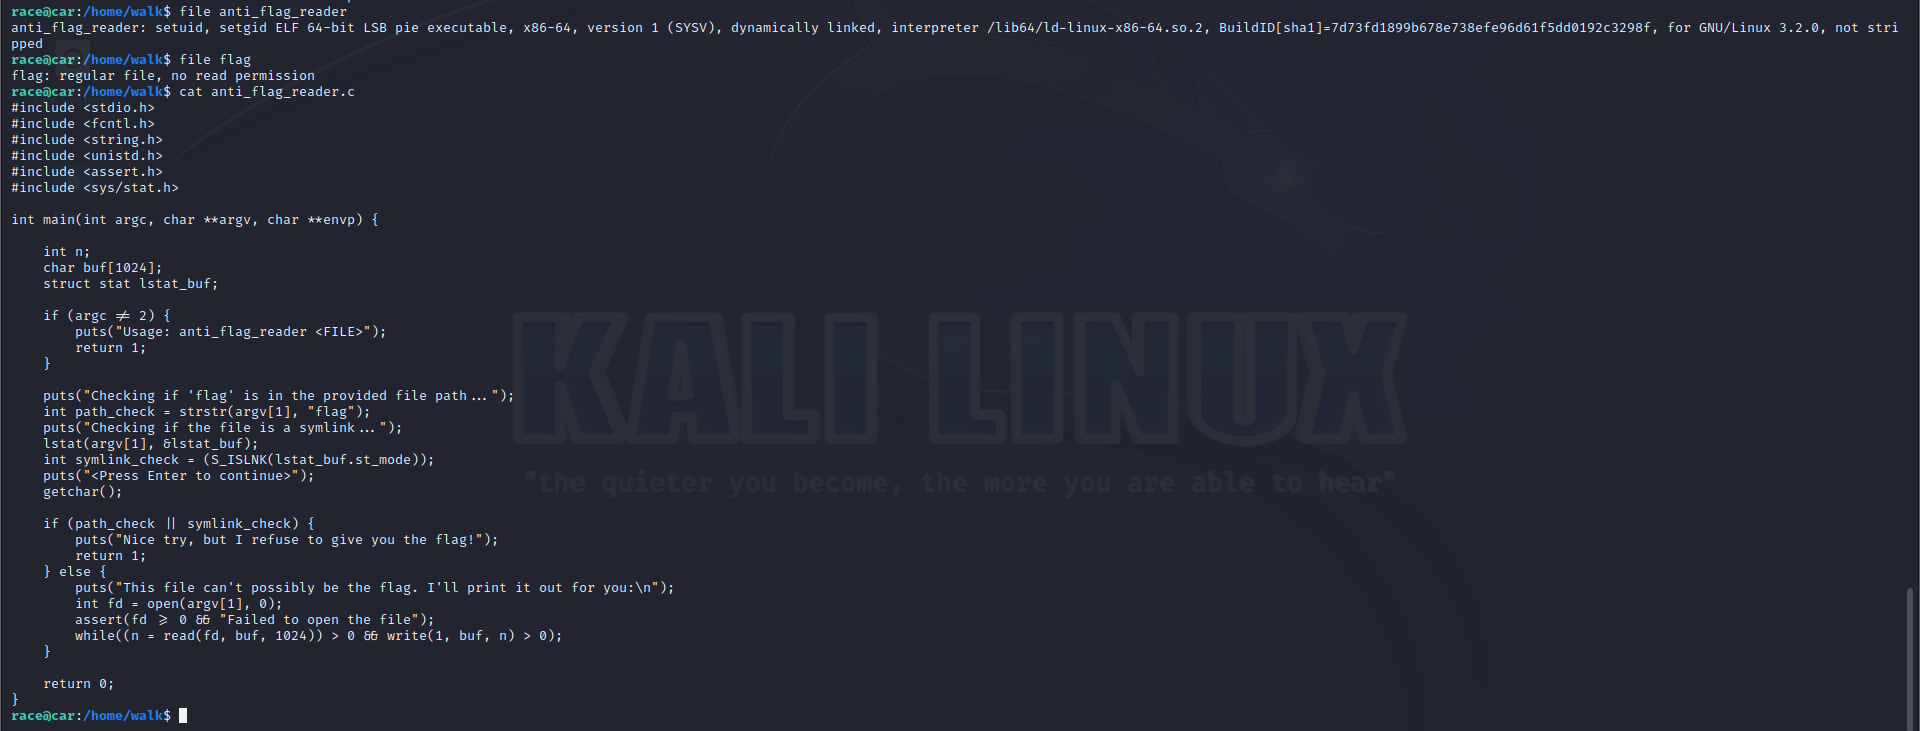 race@car:/home/walk$ file anti_flag_reader
anti_flag_reader: setuid, setgid ELF 64-bit LSB pie executable, x86-64, version 1 (SYSV), dynamically linked, interpreter /lib64/ld-linux-x86-64.so.2, BuildID[sha1]=7d73fd1899b678e738efe96d61f5dd0192c3298f, for GNU/Linux 3.2.0, not stri
pped
race@car:/home/walk$ file flag
flag: regular file, no read permission
race@car:/home/walk$ cat anti_flag_reader.c
#include <stdio.h>
#include <fcntl.h>
#include <string.h>
#include <unistd.h>
#include <assert.h>
#include <sys/stat.h>

int main(int argc, char **argv, char **envp) {

    int n;
    char buf[1024];
    struct stat lstat_buf;

    if (argc != 2) {
        puts("Usage: anti_flag_reader <FILE>");
        return 1;
    }

    puts("Checking if 'flag' is in the provided file path...");
    int path_check = strstr(argv[1], "flag");
    puts("Checking if the file is a symlink...");
    lstat(argv[1], &lstat_buf);
    int symlink_check = (S_ISLNK(lstat_buf.st_mode));
    puts("<Press Enter to continue>");
    getchar();

    if (path_check || symlink_check) {
        puts("Nice try, but I refuse to give you the flag!");
        return 1;
    } else {
        puts("This file can't possibly be the flag. I'll print it out for you:\n");
        int fd = open(argv[1], 0);
        assert(fd >= 0 && "Failed to open the file");
        while((n = read(fd, buf, 1024)) > 0 && write(1, buf, n) > 0);
    }

    return 0;
}
race@car:/home/walk$
KALI LINUX
"the quieter you become, the more you are able to hear"